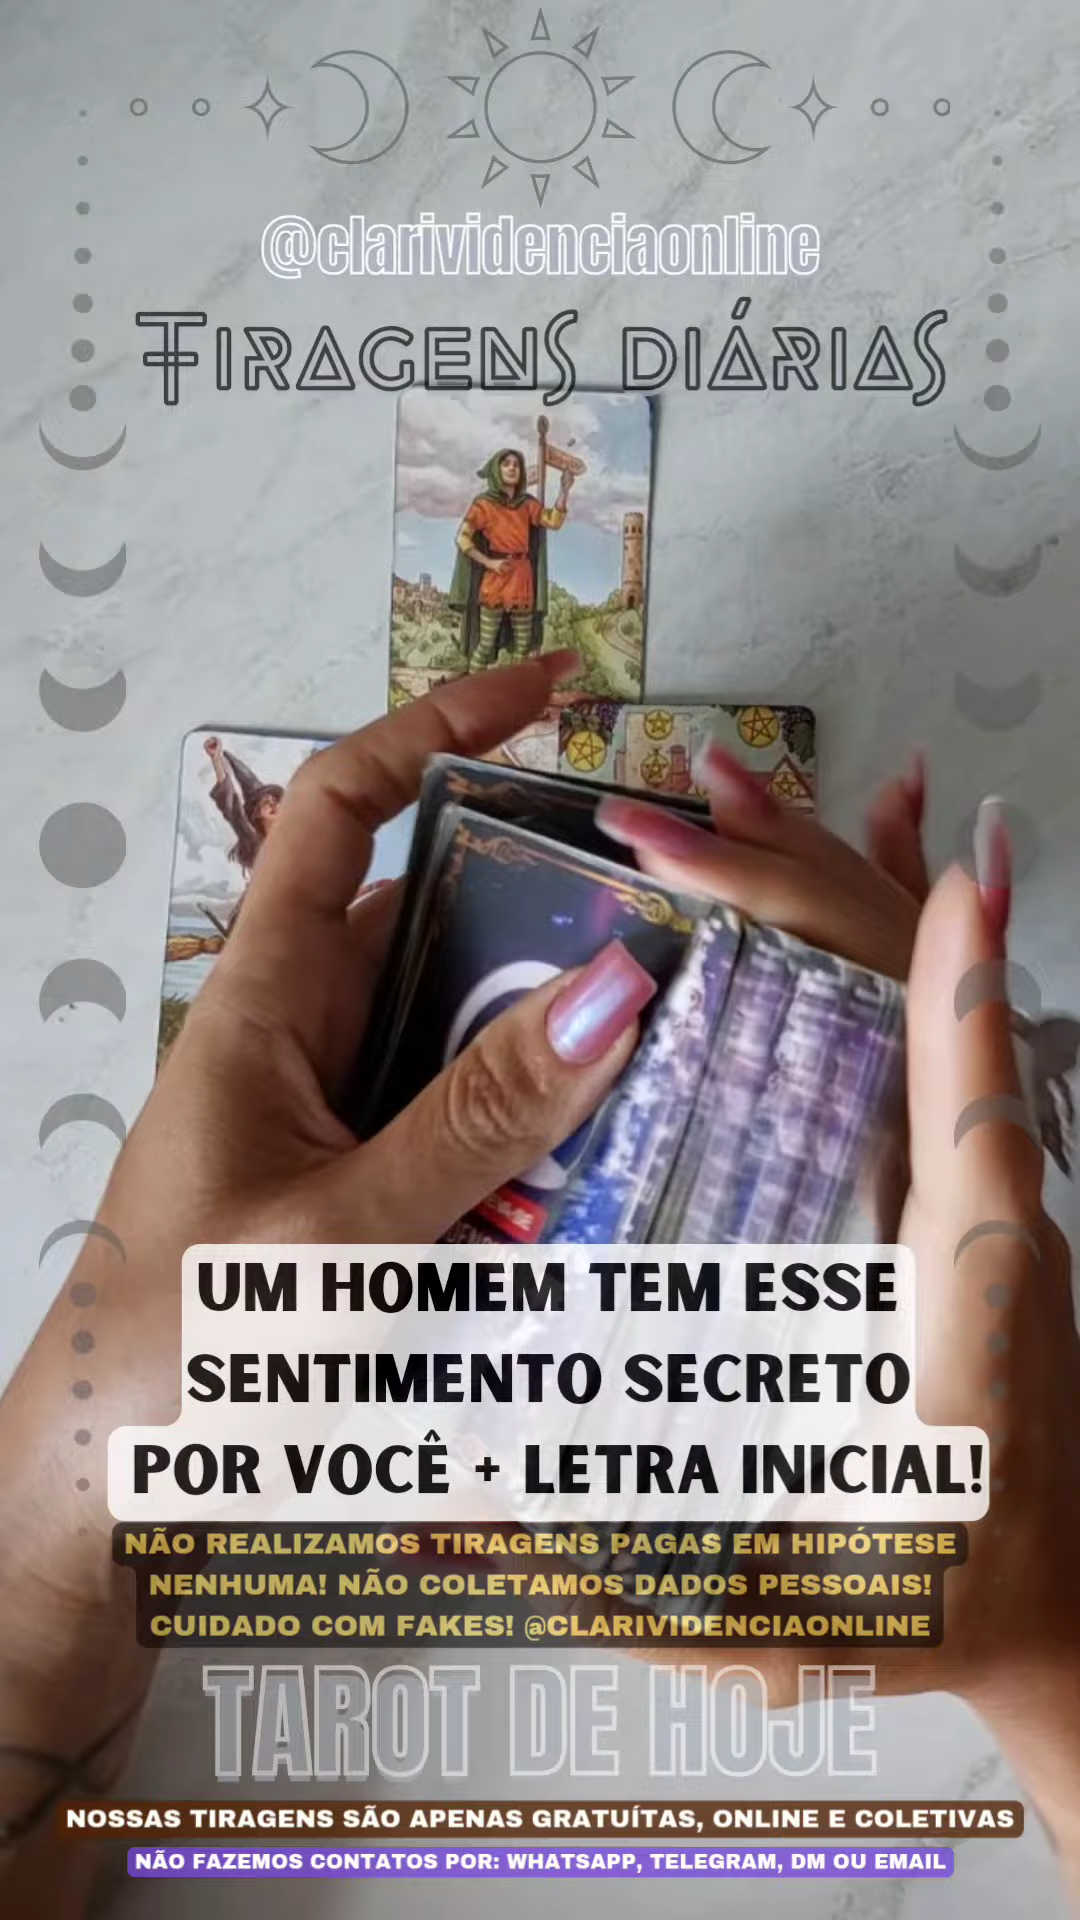 @clarividenciaonline
TIRAGENS DIÁRIAS
UM HOMEM TEM ESSE
SENTIMENTO SECRETO
POR VOCÊ + LETRA INICIAL!
NÃO REALIZAMOS TIRAGENS PAGAS EM HIPÓTESE
NENHUMA! NÃO COLETAMOS DADOS PESSOAIS!
CUIDADO COM FAKES! @CLARIVIDENCIAONLINE
TAROT DE HOJE
NOSSAS TIRAGENS SÃO APENAS GRATUÍTAS, ONLINE E COLETIVAS
NÃO FAZEMOS CONTATOS POR: WHATSAPP, TELEGRAM, DM OU EMAIL